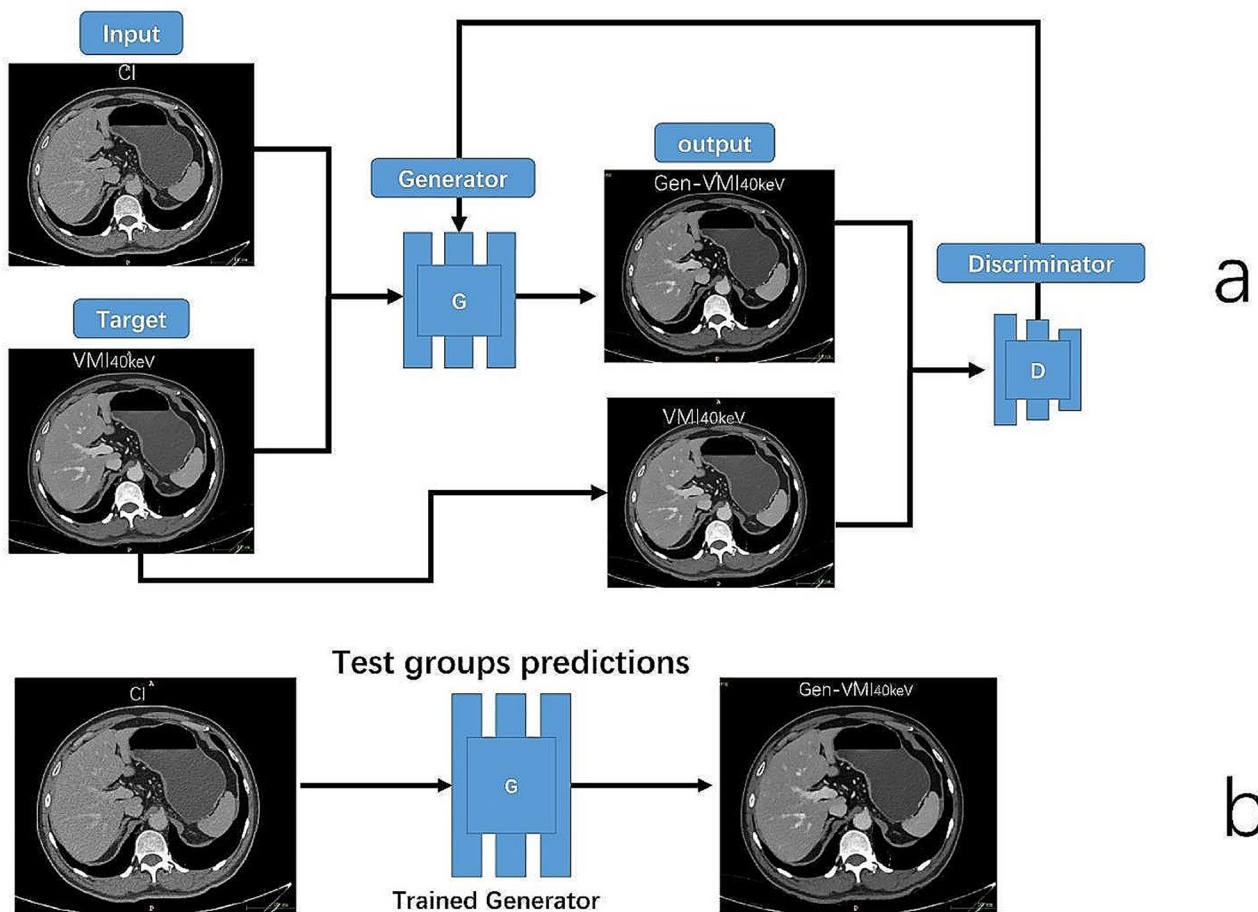 Input
CI
Target
VMI40keV
Generator
G
output
Gen-VMI40keV
VMI40keV
Discriminator
D
a
Test groups predictions
CI
G
Trained Generator
Gen-VMI40keV
b